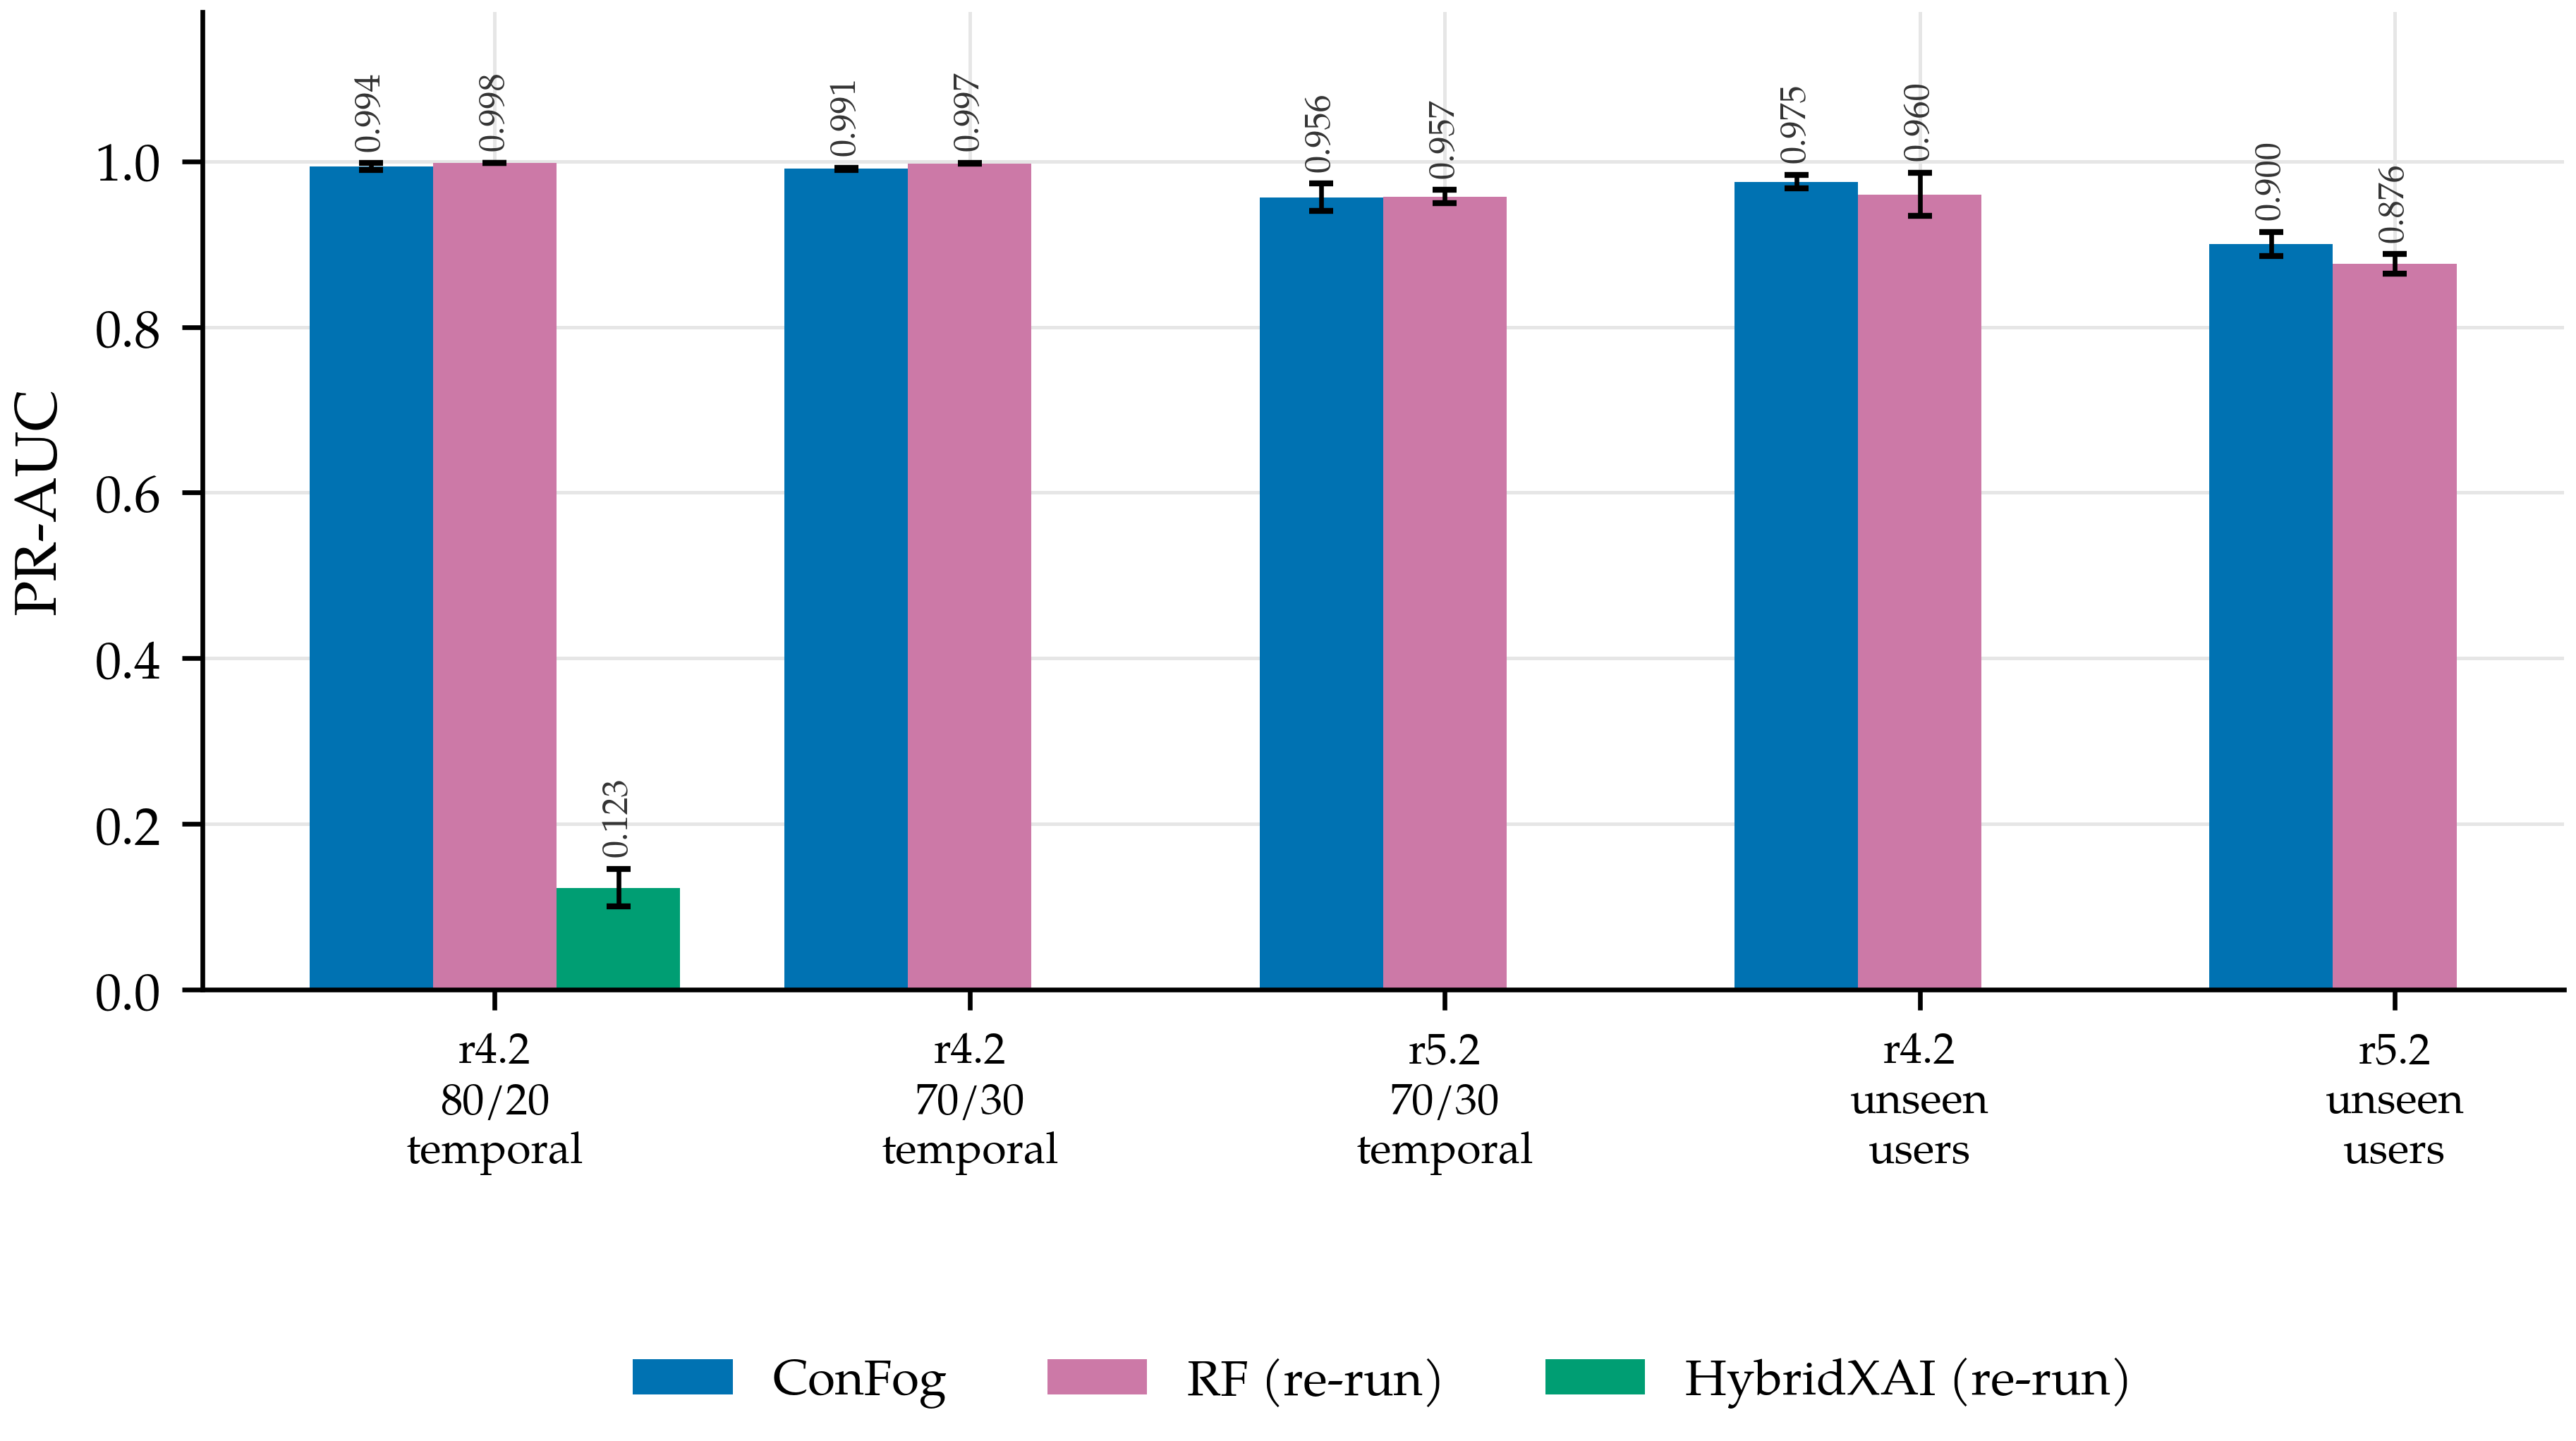 PR-AUC
1.0
0.8
0.6
0.4
0.2
0.0
0.994
0.998
0.123
0.991
0.997
0.956
0.957
0.975
0.960
0.900
0.876
r4.2
80/20
temporal
r4.2
70/30
temporal
r5.2
70/30
temporal
r4.2
unseen
users
r5.2
unseen
users
ConFog
RF (re-run)
HybridXAI (re-run)